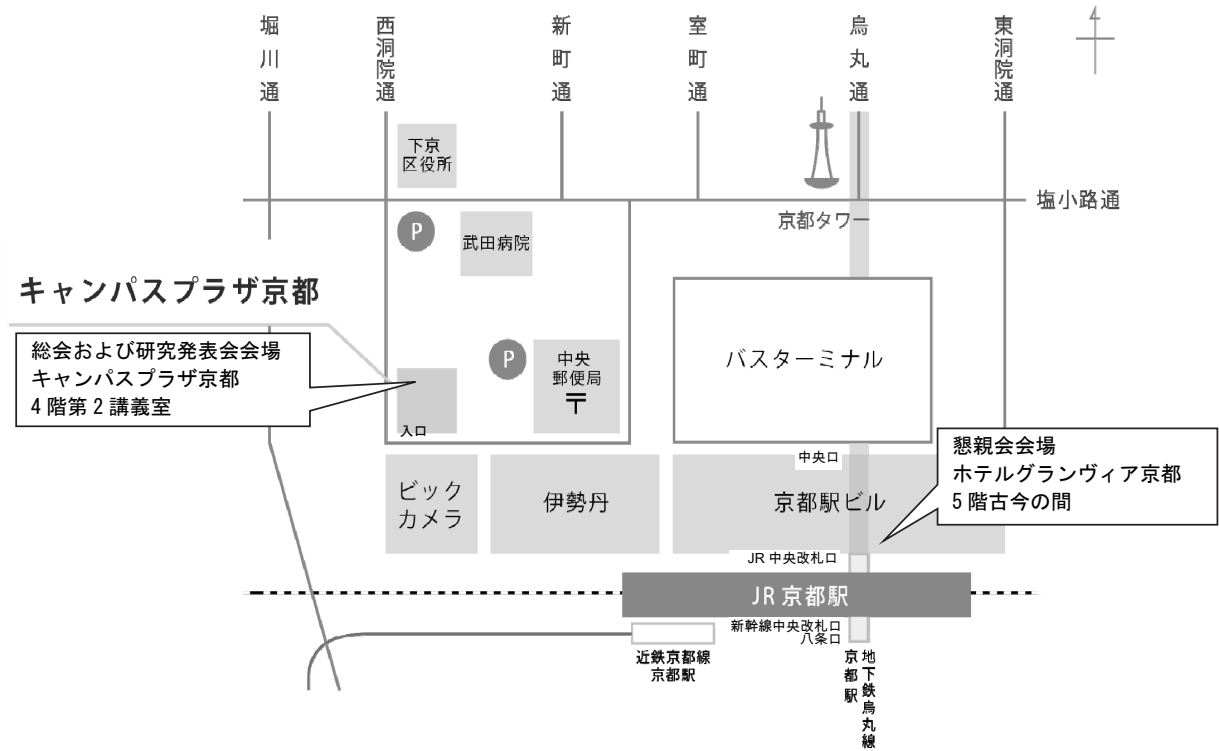 堀川通
西洞院通
新町通
室町通
烏丸通
東洞院通
4
下京
区役所
塩小路通
京都タワー
P
武田病院
キャンパスプラザ京都
総会および研究発表会会場
キャンパスプラザ京都
4階第2講義室
P
中央
郵便局
〒
バスターミナル
入口
中央口
懇親会会場
ホテルグランヴィア京都
5階古今の間
ビック
カメラ
伊勢丹
京都駅ビル
JR中央改札口
JR京都駅
新幹線中央改札口
八条口
近鉄京都線
京都駅
地下鉄烏丸線
京都駅